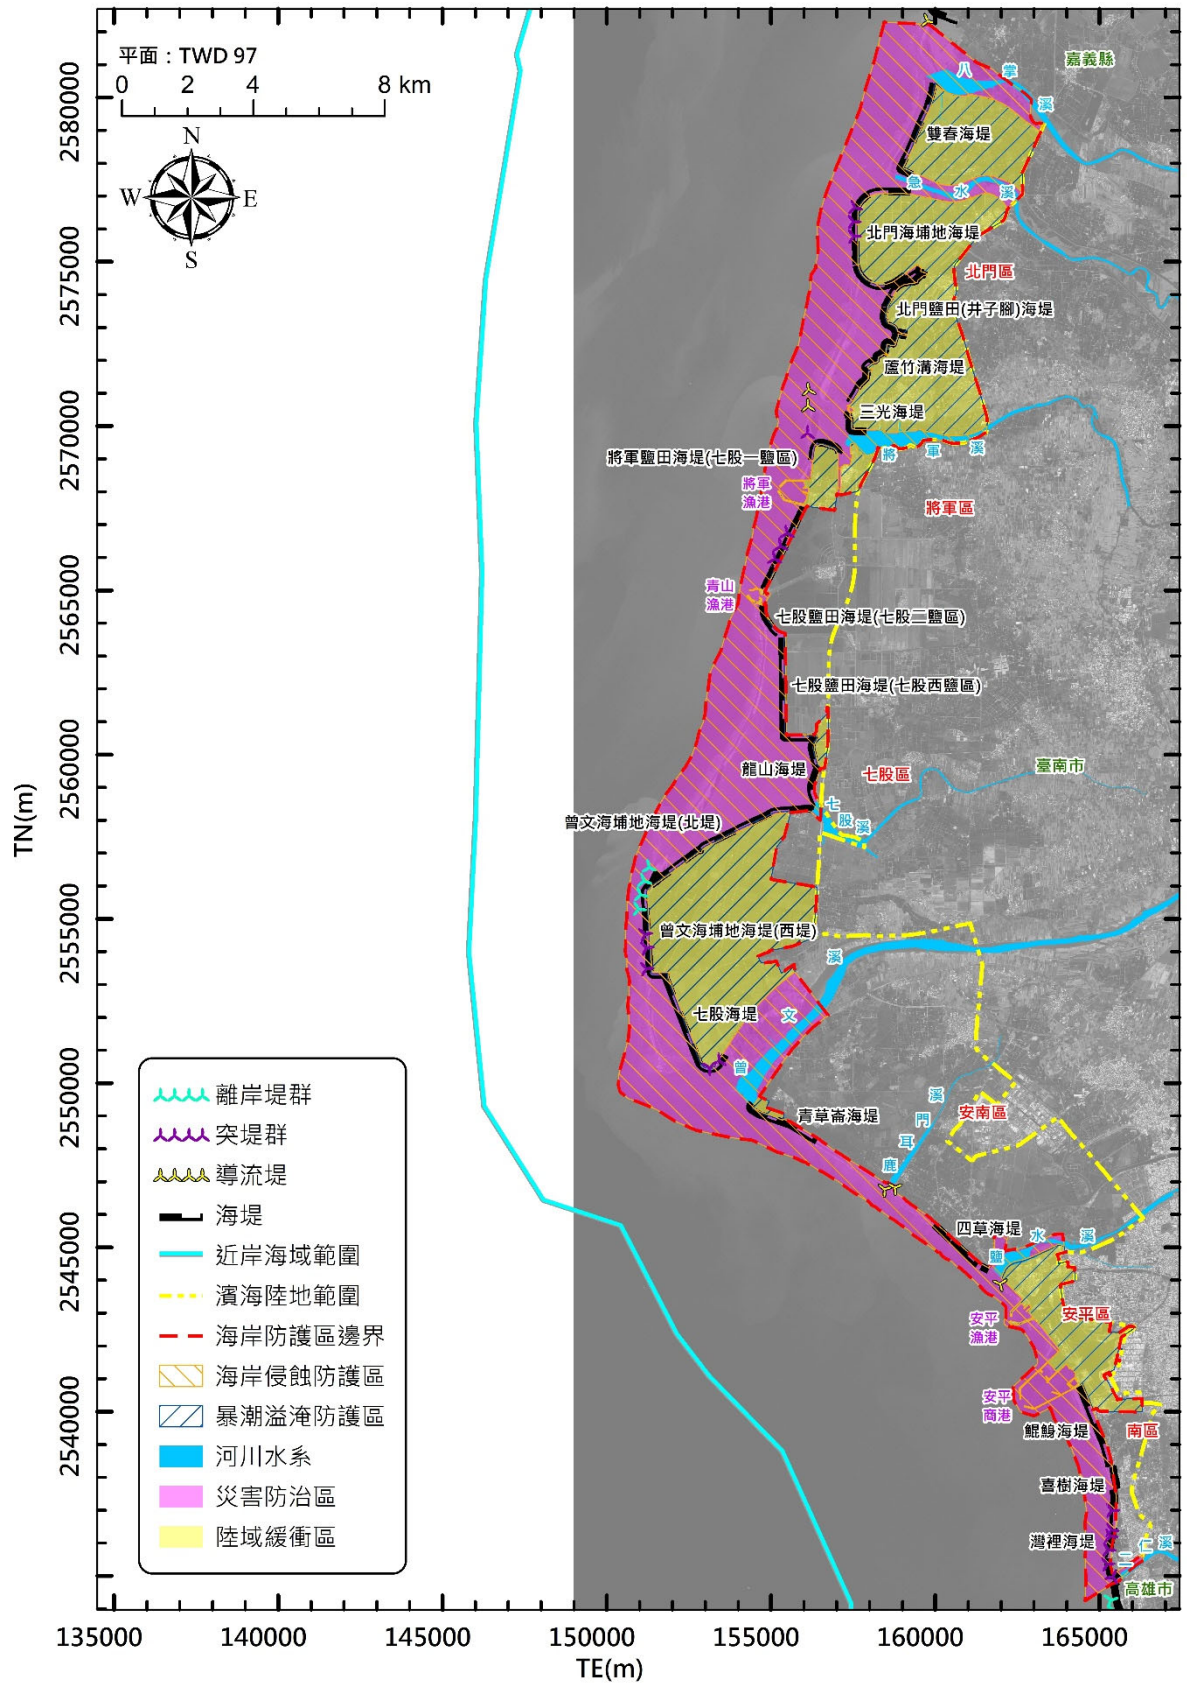 平面：TWD 97
0 2 4 8 km
N
W E
S
嘉義縣
八掌溪
雙春海堤
急水溪
北門海埔地海堤
北門區
北門鹽田(井子腳)海堤
蘆竹溝海堤
三光海堤
將軍溪
將軍鹽田海堤(七股一鹽區)
將軍
漁港
將軍區
青山
漁港
七股鹽田海堤(七股二鹽區)
七股鹽田海堤(七股西鹽區)
龍山海堤
七股區
臺南市
七股溪
曾文海埔地海堤(北堤)
曾文海埔地海堤(西堤)
曾文溪
七股海堤
青草崙海堤
鹿耳門溪
安南區
四草海堤
鹽水溪
安平
漁港
安平區
安平
商港
鯤鯓海堤
南區
喜樹海堤
灣裡海堤
二仁溪
高雄市
離岸堤群
突堤群
導流堤
海堤
近岸海域範圍
濱海陸地範圍
海岸防護區邊界
海岸侵蝕防護區
暴潮溢淹防護區
河川水系
災害防治區
陸域緩衝區
2580000
2575000
2570000
2565000
2560000
2555000
2550000
2545000
2540000
TN(m)
135000 140000 145000 150000 155000 160000 165000
TE(m)